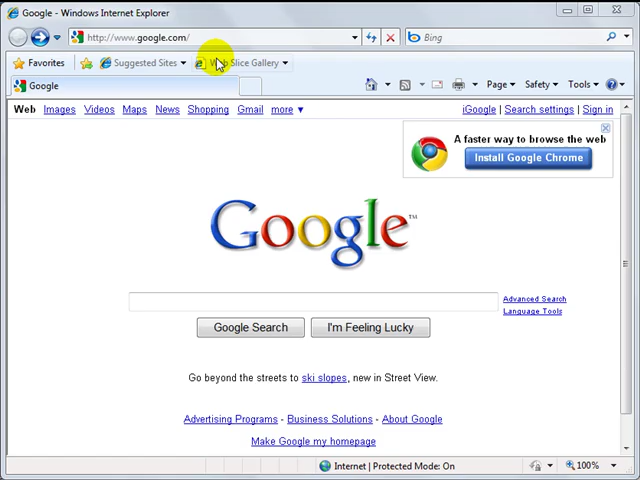 Google - Windows Internet Explorer
http://www.google.com/
Bing
Favorites Suggested Sites Web Slice Gallery
Google
Page Safety Tools
Web Images Videos Maps News Shopping Gmail more
iGoogle | Search settings | Sign in
A faster way to browse the web
Install Google Chrome
Google™
Advanced Search
Language Tools
Google Search I'm Feeling Lucky
Go beyond the streets to ski slopes, new in Street View.
Advertising Programs - Business Solutions - About Google
Make Google my homepage
Internet | Protected Mode: On
100%